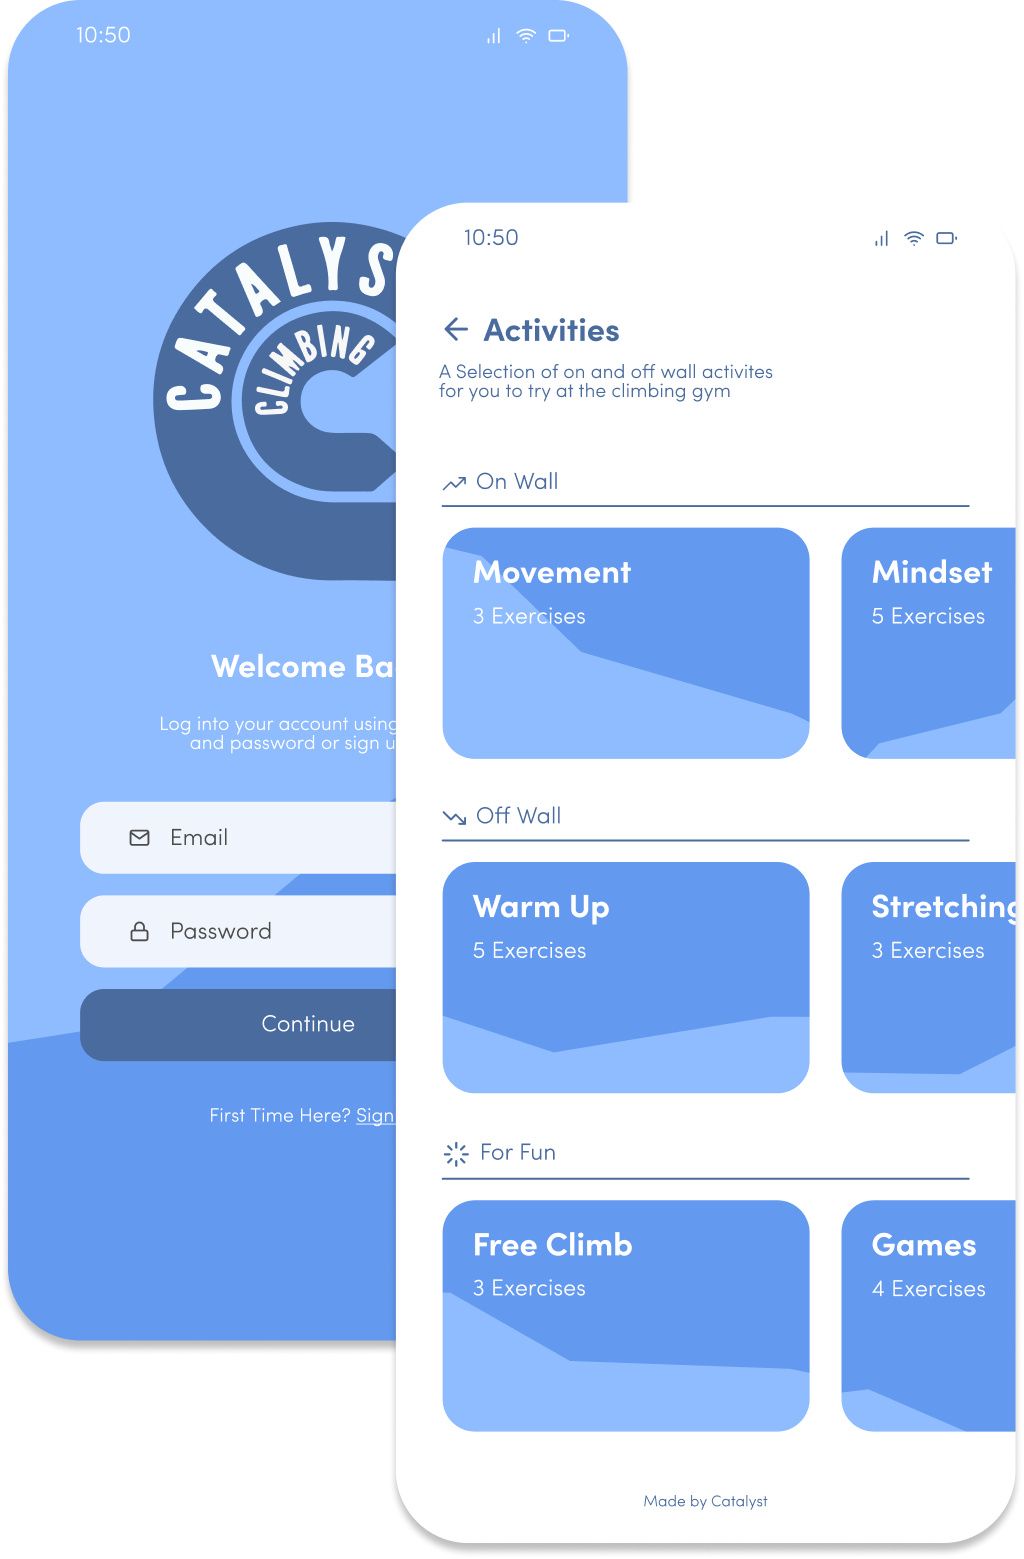 10:50
CATALYS
CLIMBING
Welcome Ba
Log into your account using
and password or sign u
Email
Password
Continue
First Time Here? Sign
10:50
Activities
A Selection of on and off wall activites
for you to try at the climbing gym
On Wall
Movement
3 Exercises
Mindset
5 Exercises
Off Wall
Warm Up
5 Exercises
Stretching
3 Exercises
For Fun
Free Climb
3 Exercises
Games
4 Exercises
Made by Catalyst